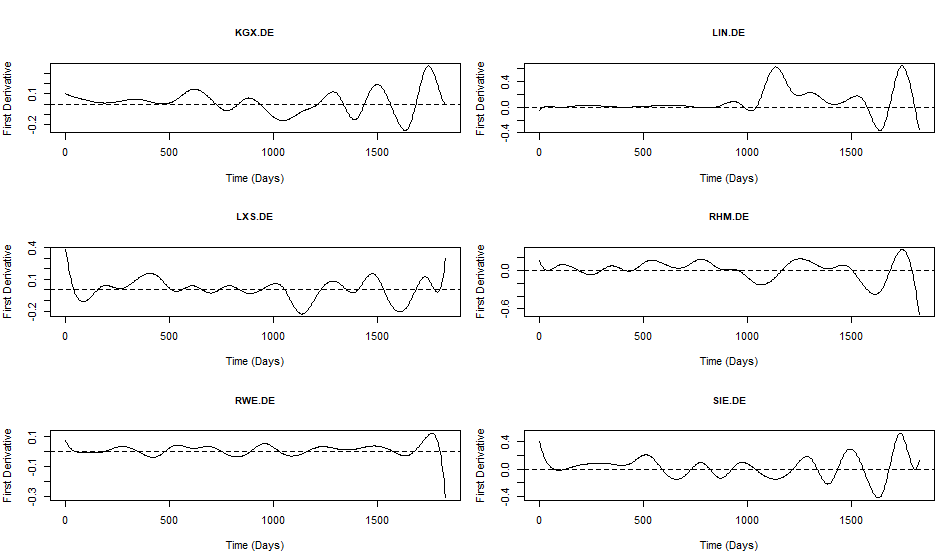 KGX.DE
First Derivative
0.1
-0.2
0 500 1000 1500
Time (Days)
LIN.DE
First Derivative
0.4
0.0
-0.4
0 500 1000 1500
Time (Days)
LXS.DE
First Derivative
0.4
0.1
-0.2
0 500 1000 1500
Time (Days)
RHM.DE
First Derivative
0.0
-0.6
0 500 1000 1500
Time (Days)
RWE.DE
First Derivative
0.1
-0.1
-0.3
0 500 1000 1500
Time (Days)
SIE.DE
First Derivative
0.4
0.0
-0.4
0 500 1000 1500
Time (Days)